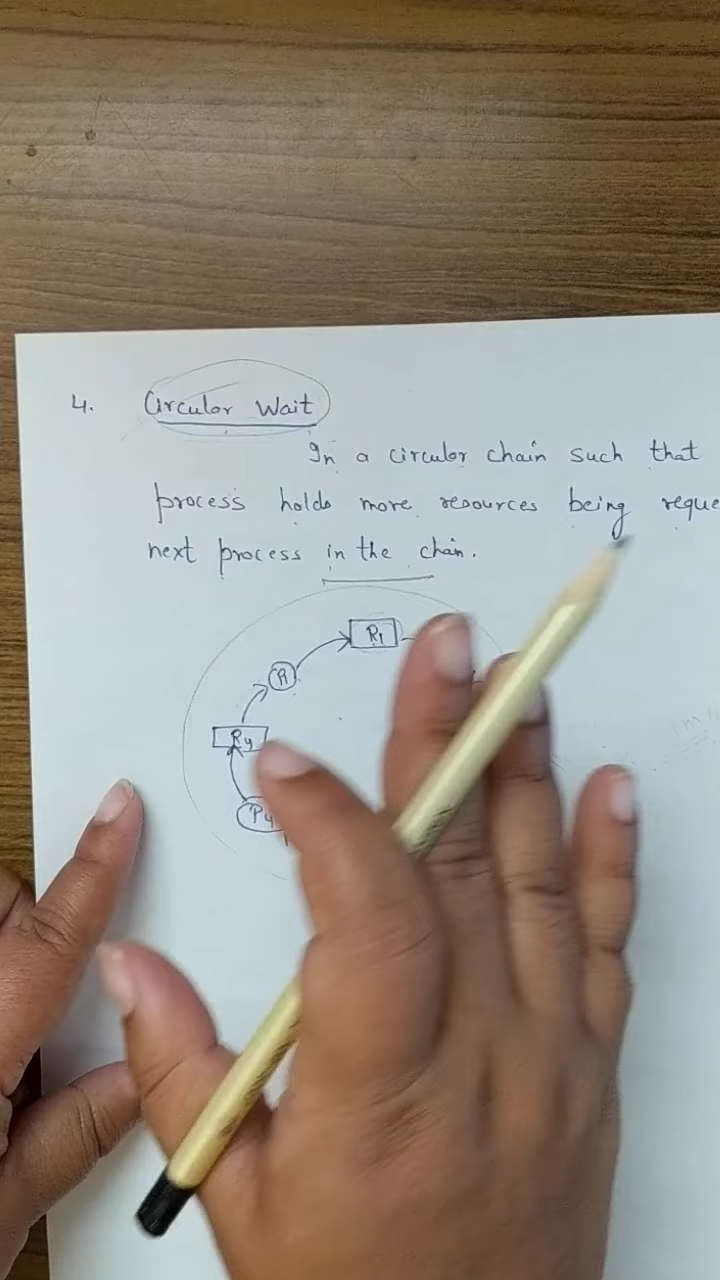 4. Circular Wait
In a circular chain such that
process holds more resources being reque
next process in the chain.
R1
R
R4
P4